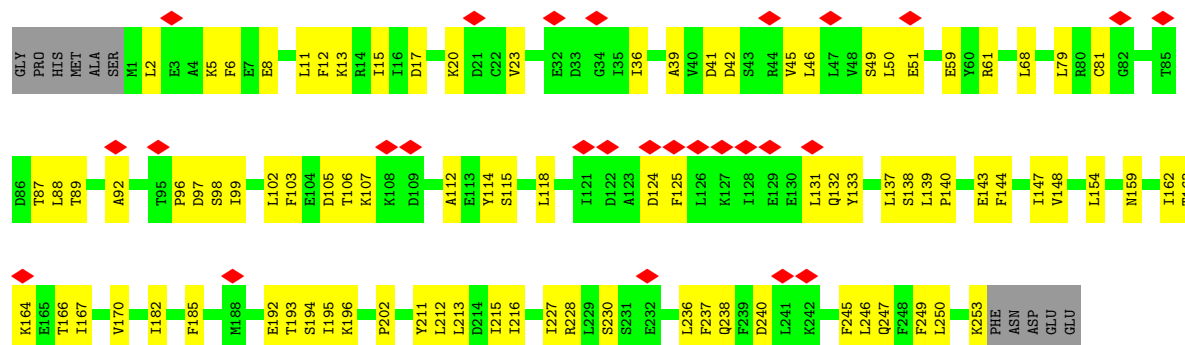 GLY PRO HIS MET ALA SER M1 L2 E3 A4 K5 F6 E7 E8 L11 F12 K13 R14 I15 I16 D17 K20 D21 C22 V23 E32 D33 G34 I35 I36 A39 V40 D41 D42 S43 R44 V45 L46 L47 V48 S49 L50 E51 E59 Y60 R61 L68 L79 R80 C81 G82 T85
D86 T87 L88 T89 A92 T95 P96 D97 S98 I99 L102 F103 E104 D105 T106 K107 K108 D109 A112 E113 Y114 S115 L118 I121 D122 A123 D124 F125 L126 K127 I128 E129 E130 L131 Q132 Y133 L137 S138 L139 P140 E143 F144 I147 V148 L154 N159 I162
K164 E165 T166 I167 V170 I182 F185 M188 E192 T193 S194 I195 K196 P202 Y211 L212 L213 D214 I215 I216 I227 R228 L229 S230 S231 E232 L236 F237 Q238 F239 D240 L241 K242 F245 L246 Q247 F248 F249 L250 K253 PHE ASN ASP GLU GLU